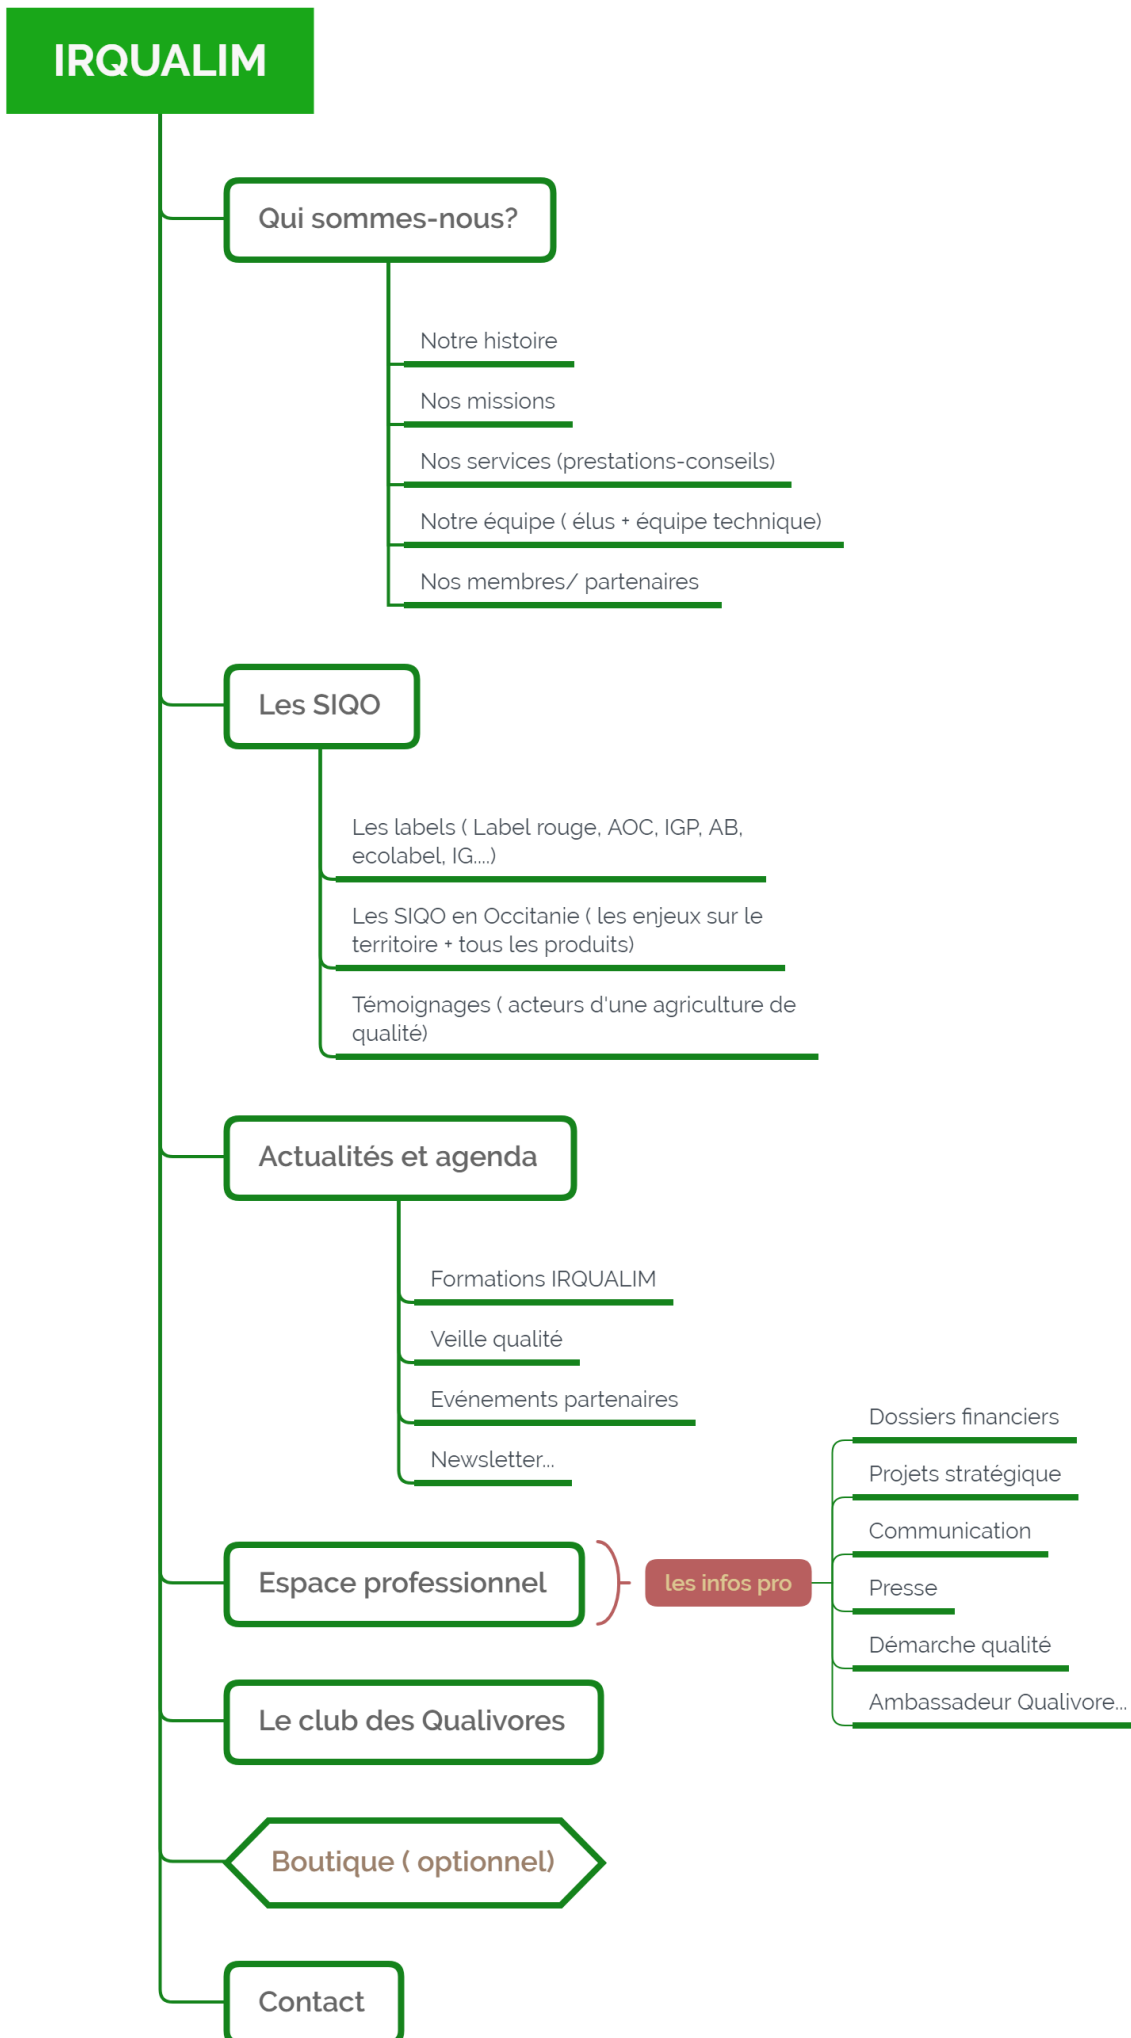 IRQUALIM
Qui sommes-nous?
Notre histoire
Nos missions
Nos services (prestations-conseils)
Notre équipe ( élus + équipe technique)
Nos membres/ partenaires
Les SIQO
Les labels ( Label rouge, AOC, IGP, AB,
ecolabel, IG....)
Les SIQO en Occitanie ( les enjeux sur le
territoire + tous les produits)
Témoignages ( acteurs d'une agriculture de
qualité)
Actualités et agenda
Formations IRQUALIM
Veille qualité
Evénements partenaires
Newsletter...
Espace professionnel
les infos pro
Dossiers financiers
Projets stratégique
Communication
Presse
Démarche qualité
Ambassadeur Qualivore...
Le club des Qualivores
Boutique ( optionnel)
Contact